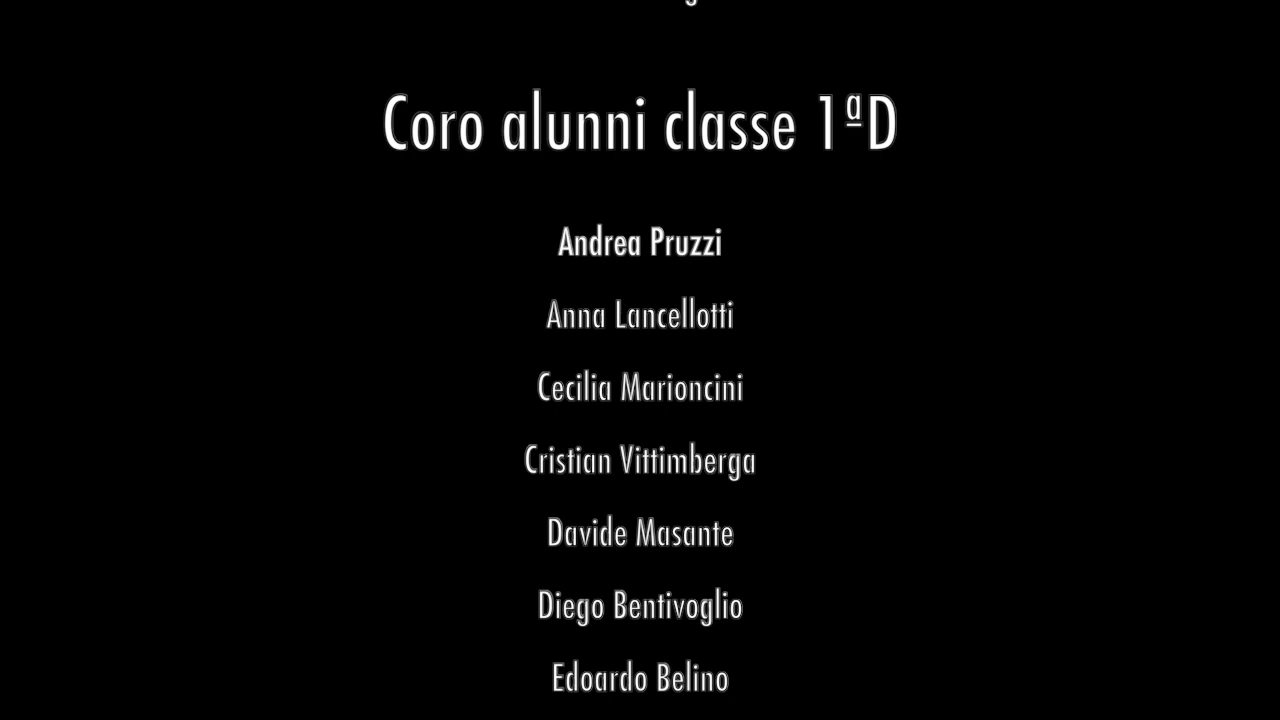 Coro alunni classe 1ªD
Andrea Pruzzi
Anna Lancellotti
Cecilia Marioncini
Cristian Vittimberga
Davide Masante
Diego Bentivoglio
Edoardo Belino